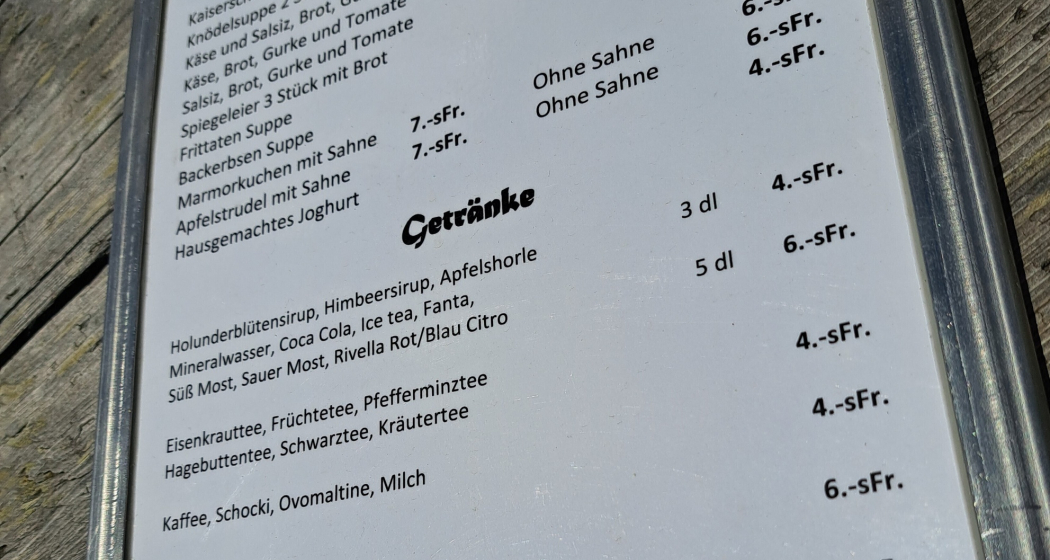 Knödelsuppe 2
Käse und Salsiz, Brot,
Käse, Brot, Gurke und Tomate
Salsiz, Brot, Gurke und Tomate
Spiegeleier 3 Stück mit Brot
Frittaten Suppe
Backerbsen Suppe
Marmorkuchen mit Sahne 7.-sFr. Ohne Sahne 6.-
Apfelstrudel mit Sahne 7.-sFr. Ohne Sahne 6.-sFr.
Hausgemachtes Joghurt 4.-sFr.
Getränke
Holunderblütensirup, Himbeersirup, Apfelshorle 3 dl 4.-sFr.
Mineralwasser, Coca Cola, Ice tea, Fanta,
Süß Most, Sauer Most, Rivella Rot/Blau Citro 5 dl 6.-sFr.
Eisenkrauttee, Früchtetee, Pfefferminztee
Hagebuttentee, Schwarztee, Kräutertee 4.-sFr.
Kaffee, Schocki, Ovomaltine, Milch 4.-sFr.
6.-sFr.